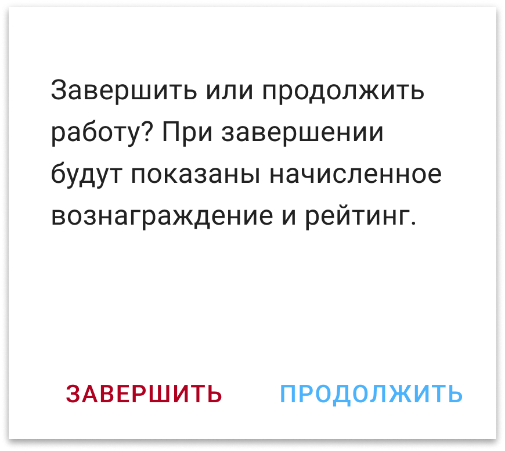 Завершить или продолжить
работу? При завершении
будут показаны начисленное
вознаграждение и рейтинг.
ЗАВЕРШИТЬ ПРОДОЛЖИТЬ